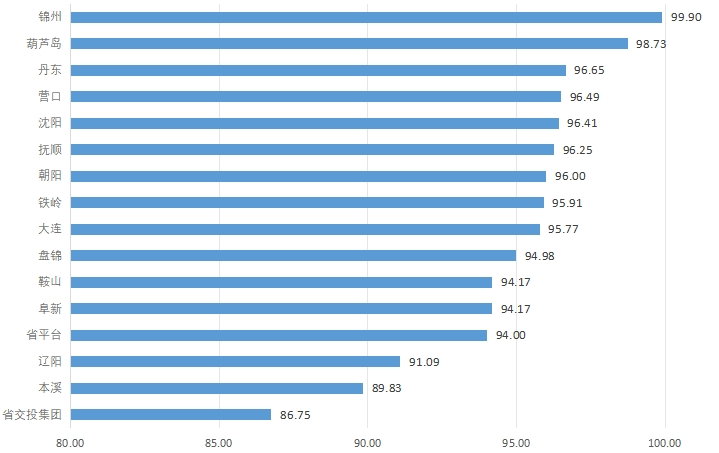 锦州 99.90
葫芦岛 98.73
丹东 96.65
营口 96.49
沈阳 96.41
抚顺 96.25
朝阳 96.00
铁岭 95.91
大连 95.77
盘锦 94.98
鞍山 94.17
阜新 94.17
省平台 94.00
辽阳 91.09
本溪 89.83
省交投集团 86.75
80.00 85.00 90.00 95.00 100.00